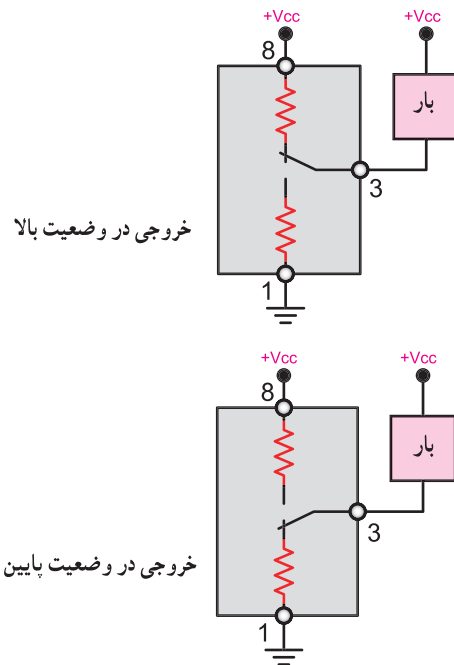 +Vcc
+Vcc
8
بار
3
خروجی در وضعیت بالا
1
+Vcc
+Vcc
8
بار
3
خروجی در وضعیت پایین
1